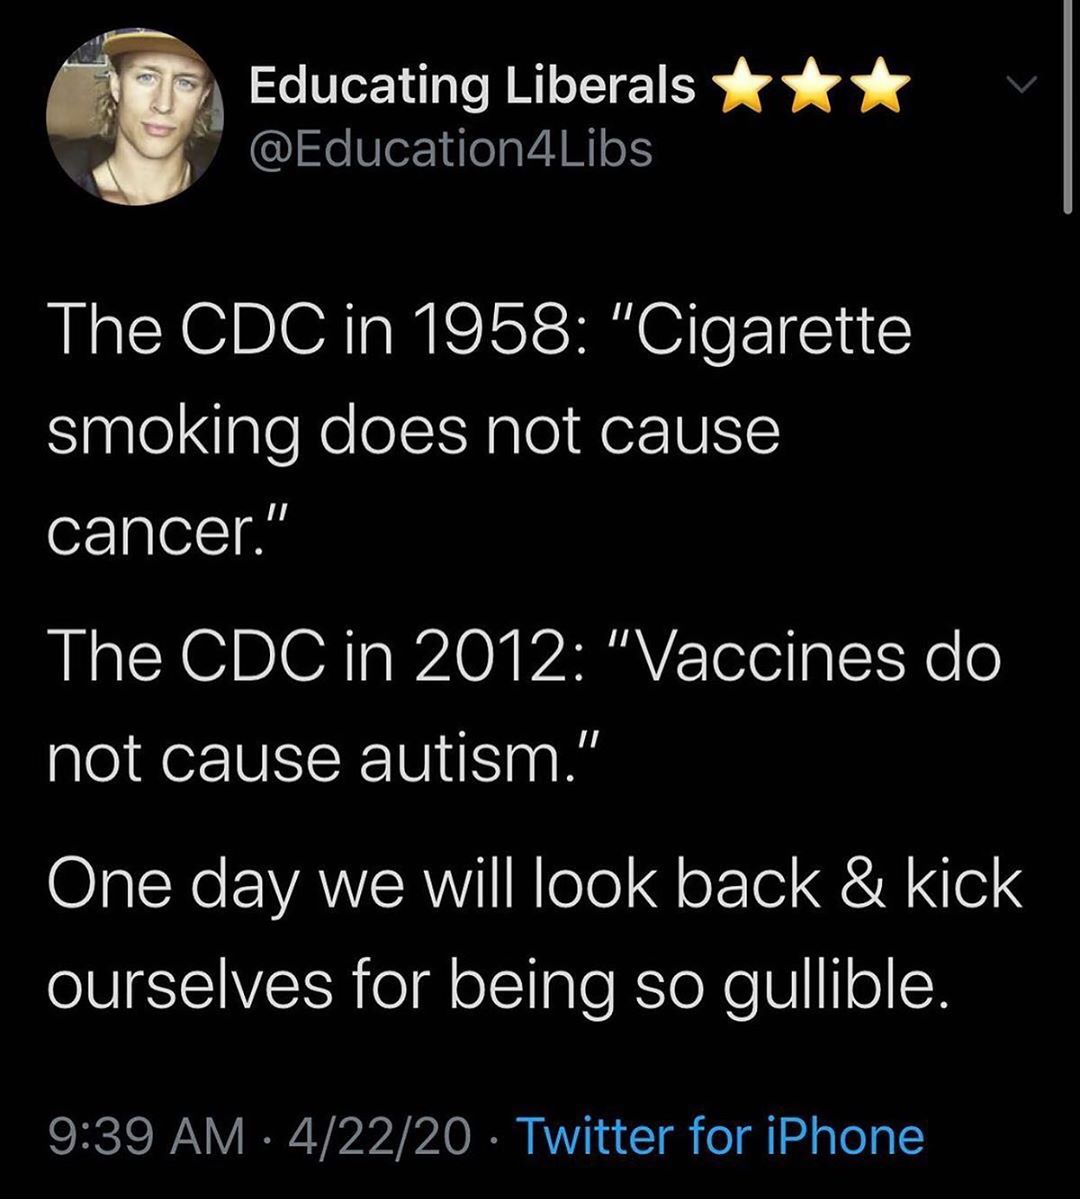 Educating Liberals ⭐⭐⭐
@Education4Libs
The CDC in 1958: “Cigarette
smoking does not cause
cancer."
The CDC in 2012: “Vaccines do
not cause autism."
One day we will look back & kick
ourselves for being so gullible.
9:39 AM · 4/22/20 · Twitter for iPhone